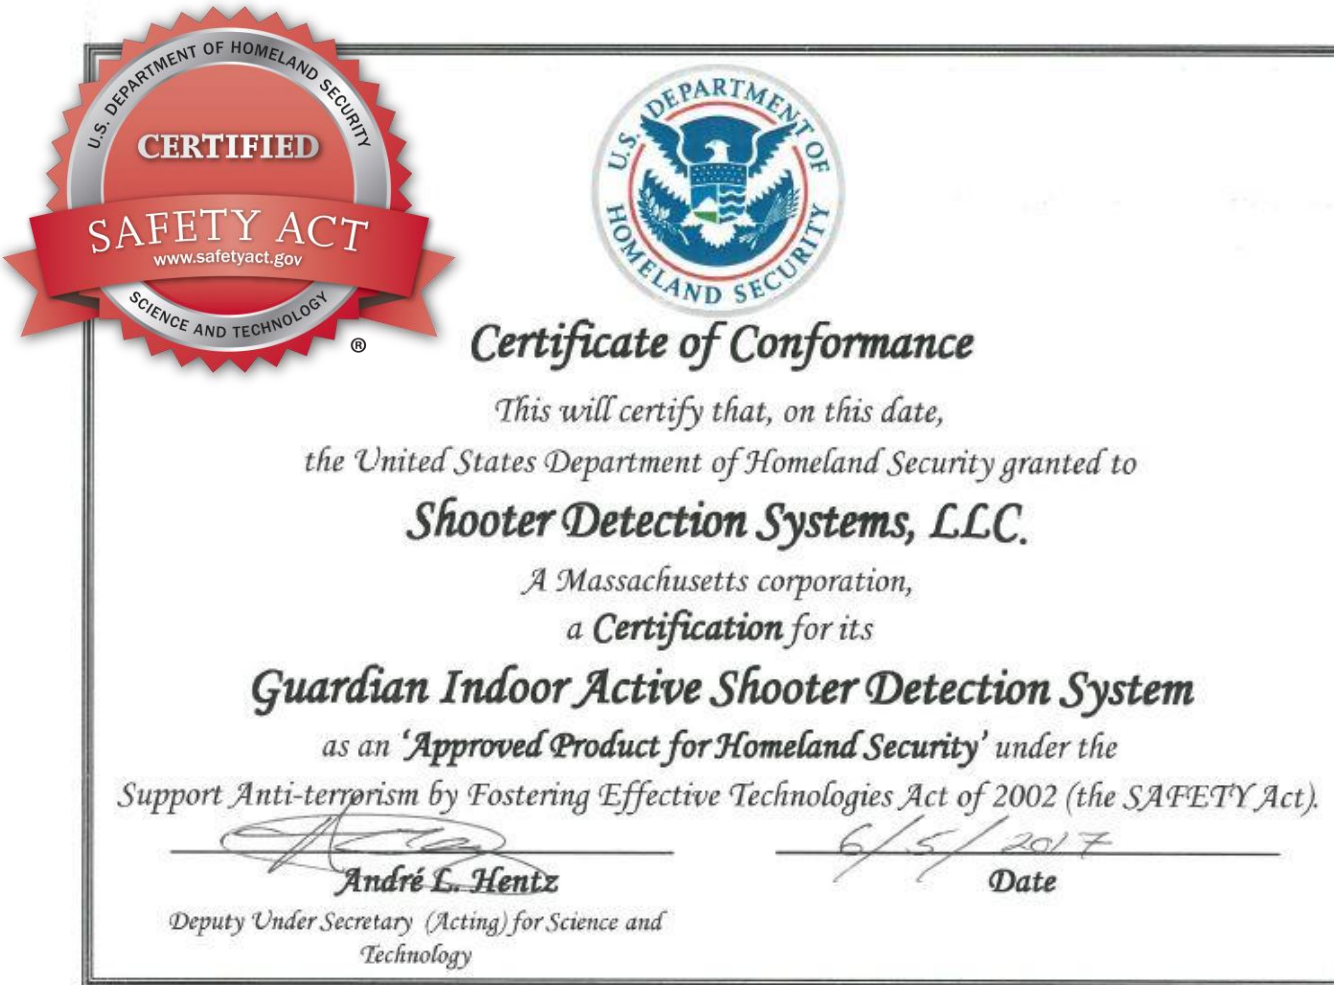 U.S. DEPARTMENT OF HOMELAND SECURITY
CERTIFIED
SAFETY ACT
www.safetyact.gov
SCIENCE AND TECHNOLOGY
®
U.S. DEPARTMENT OF
HOMELAND SECURITY
Certificate of Conformance
This will certify that, on this date,
the United States Department of Homeland Security granted to
Shooter Detection Systems, LLC.
A Massachusetts corporation,
a Certification for its
Guardian Indoor Active Shooter Detection System
as an ‘Approved Product for Homeland Security’ under the
Support Anti-terrorism by Fostering Effective Technologies Act of 2002 (the SAFETY Act).
6/5/2017
André L. Hentz
Date
Deputy Under Secretary (Acting) for Science and
Technology